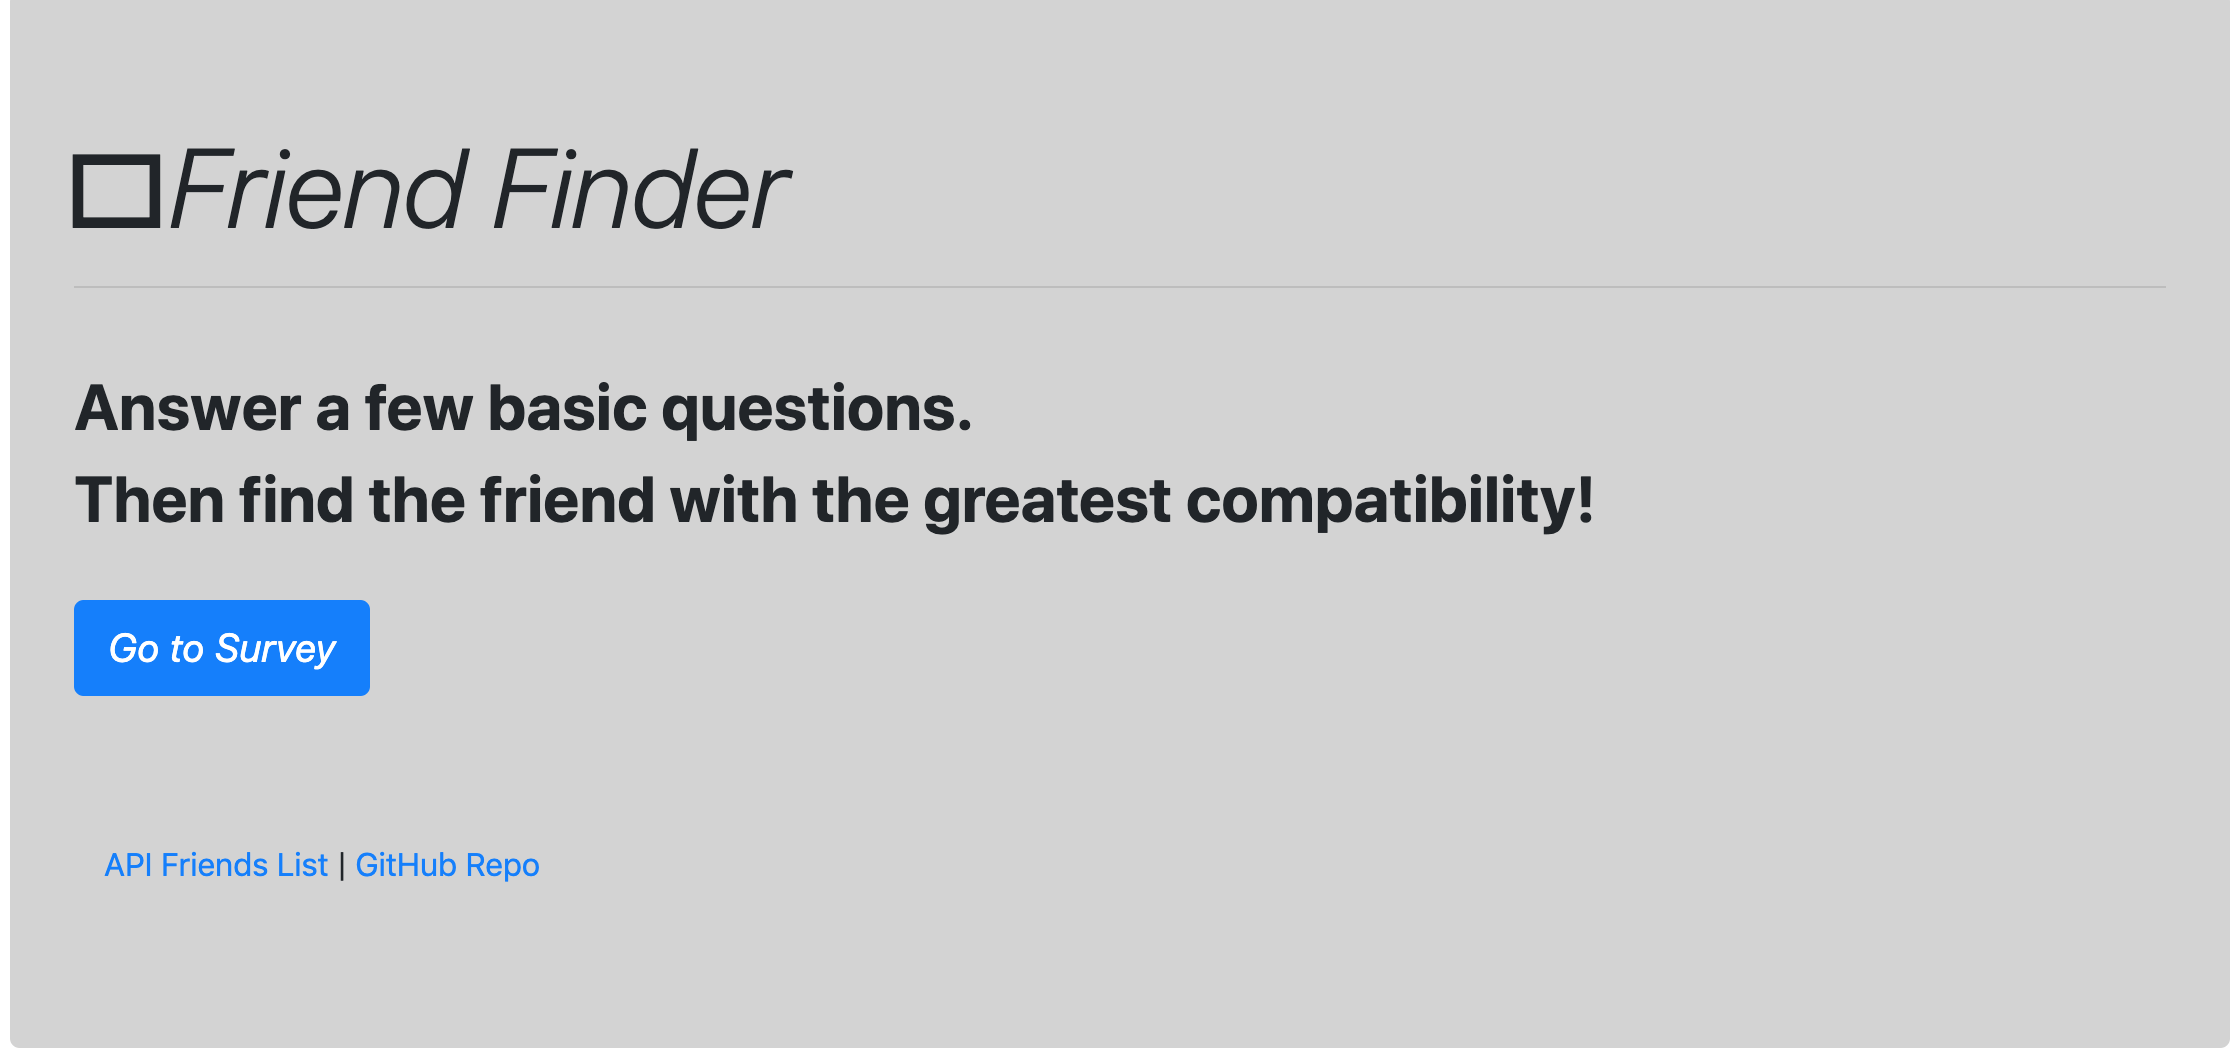 Friend Finder
Answer a few basic questions.
Then find the friend with the greatest compatibility!
Go to Survey
API Friends List | GitHub Repo